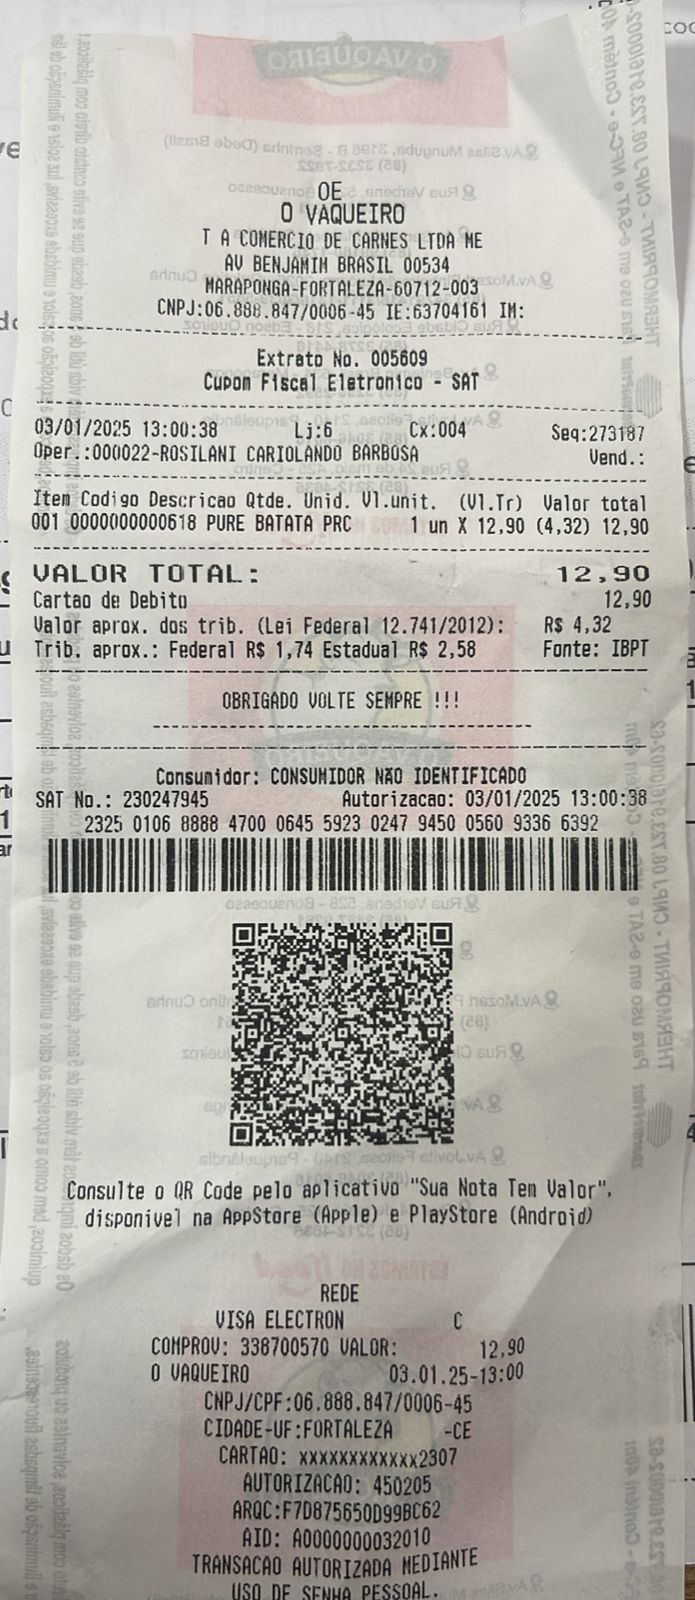 OE
O VAQUEIRO
T A COMERCIO DE CARNES LTDA ME
AV BENJAMIM BRASIL 00534
MARAPONGA-FORTALEZA-60712-003
CNPJ:06.888.847/0006-45 IE:63704161 IM:
Extrato No. 005609
Cupom Fiscal Eletronico - SAT
03/01/2025 13:00:38 Lj:6 Cx:004 Seq:273187
Oper.:000022-ROSILANI CARIOLANDO BARBOSA Vend.:
Item Codigo Descricao Qtde. Unid. Vl.unit. (Vl.Tr) Valor total
001 0000000000618 PURE BATATA PRC 1 un X 12,90 (4,32) 12,90
VALOR TOTAL: 12,90
Cartao de Debito 12,90
Valor aprox. dos trib. (Lei Federal 12.741/2012): R$ 4,32
Trib. aprox.: Federal R$ 1,74 Estadual R$ 2,58 Fonte: IBPT
OBRIGADO VOLTE SEMPRE !!!
Consumidor: CONSUMIDOR NÃO IDENTIFICADO
SAT No.: 230247945 Autorizacao: 03/01/2025 13:00:38
2325 0106 8888 4700 0645 5923 0247 9450 0560 9336 6392
Consulte o QR Code pelo aplicativo "Sua Nota Tem Valor",
disponivel na AppStore (Apple) e PlayStore (Android)
REDE
VISA ELECTRON C
COMPROV: 338700570 VALOR: 12,90
O VAQUEIRO 03.01.25-13:00
CNPJ/CPF:06.888.847/0006-45
CIDADE-UF:FORTALEZA -CE
CARTAO: xxxxxxxxxxxx2307
AUTORIZACAO: 450205
ARQC:F7D875650D99BC62
AID: A0000000032010
TRANSACAO AUTORIZADA MEDIANTE
USO DE SENHA PESSOAL.